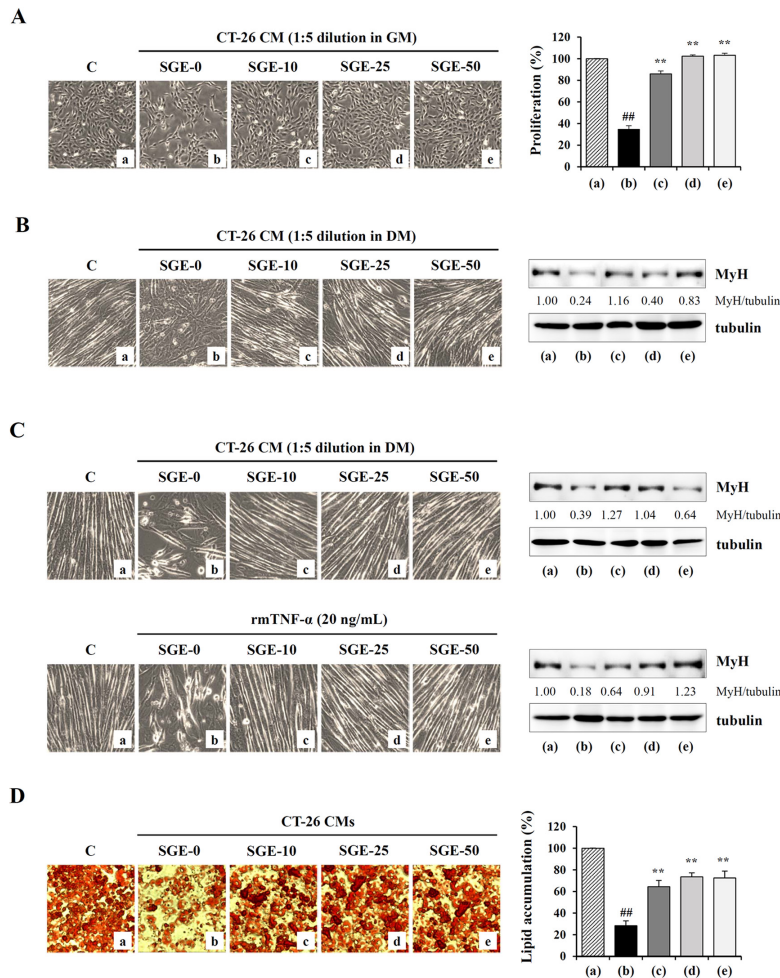 A
CT-26 CM (1:5 dilution in GM)
C SGE-0 SGE-10 SGE-25 SGE-50
a b c d e
Proliferation (%)
120
100
80
60
40
20
0
## ** ** **
(a) (b) (c) (d) (e)
B
CT-26 CM (1:5 dilution in DM)
C SGE-0 SGE-10 SGE-25 SGE-50
a b c d e
MyH
1.00 0.24 1.16 0.40 0.83 MyH/tubulin
tubulin
(a) (b) (c) (d) (e)
C
CT-26 CM (1:5 dilution in DM)
C SGE-0 SGE-10 SGE-25 SGE-50
a b c d e
MyH
1.00 0.39 1.27 1.04 0.64 MyH/tubulin
tubulin
(a) (b) (c) (d) (e)
rmTNF-α (20 ng/mL)
C SGE-0 SGE-10 SGE-25 SGE-50
a b c d e
MyH
1.00 0.18 0.64 0.91 1.23 MyH/tubulin
tubulin
(a) (b) (c) (d) (e)
D
CT-26 CMs
C SGE-0 SGE-10 SGE-25 SGE-50
a b c d e
Lipid accumulation (%)
120
100
80
60
40
20
0
## ** ** **
(a) (b) (c) (d) (e)